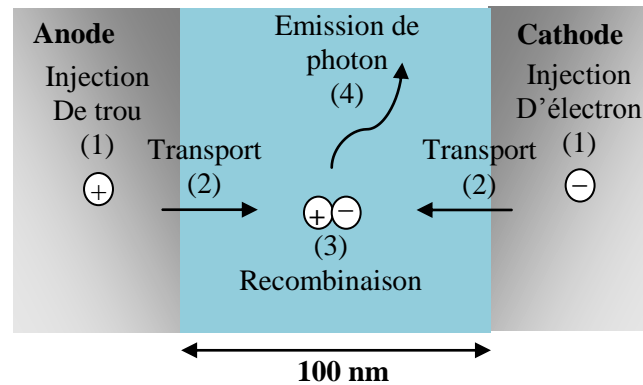 Anode
Injection
De trou
(1)
+
Transport
(2)
Emission de
photon
(4)
+ −
(3)
Recombinaison
Cathode
Injection
D'électron
(1)
−
Transport
(2)
100 nm